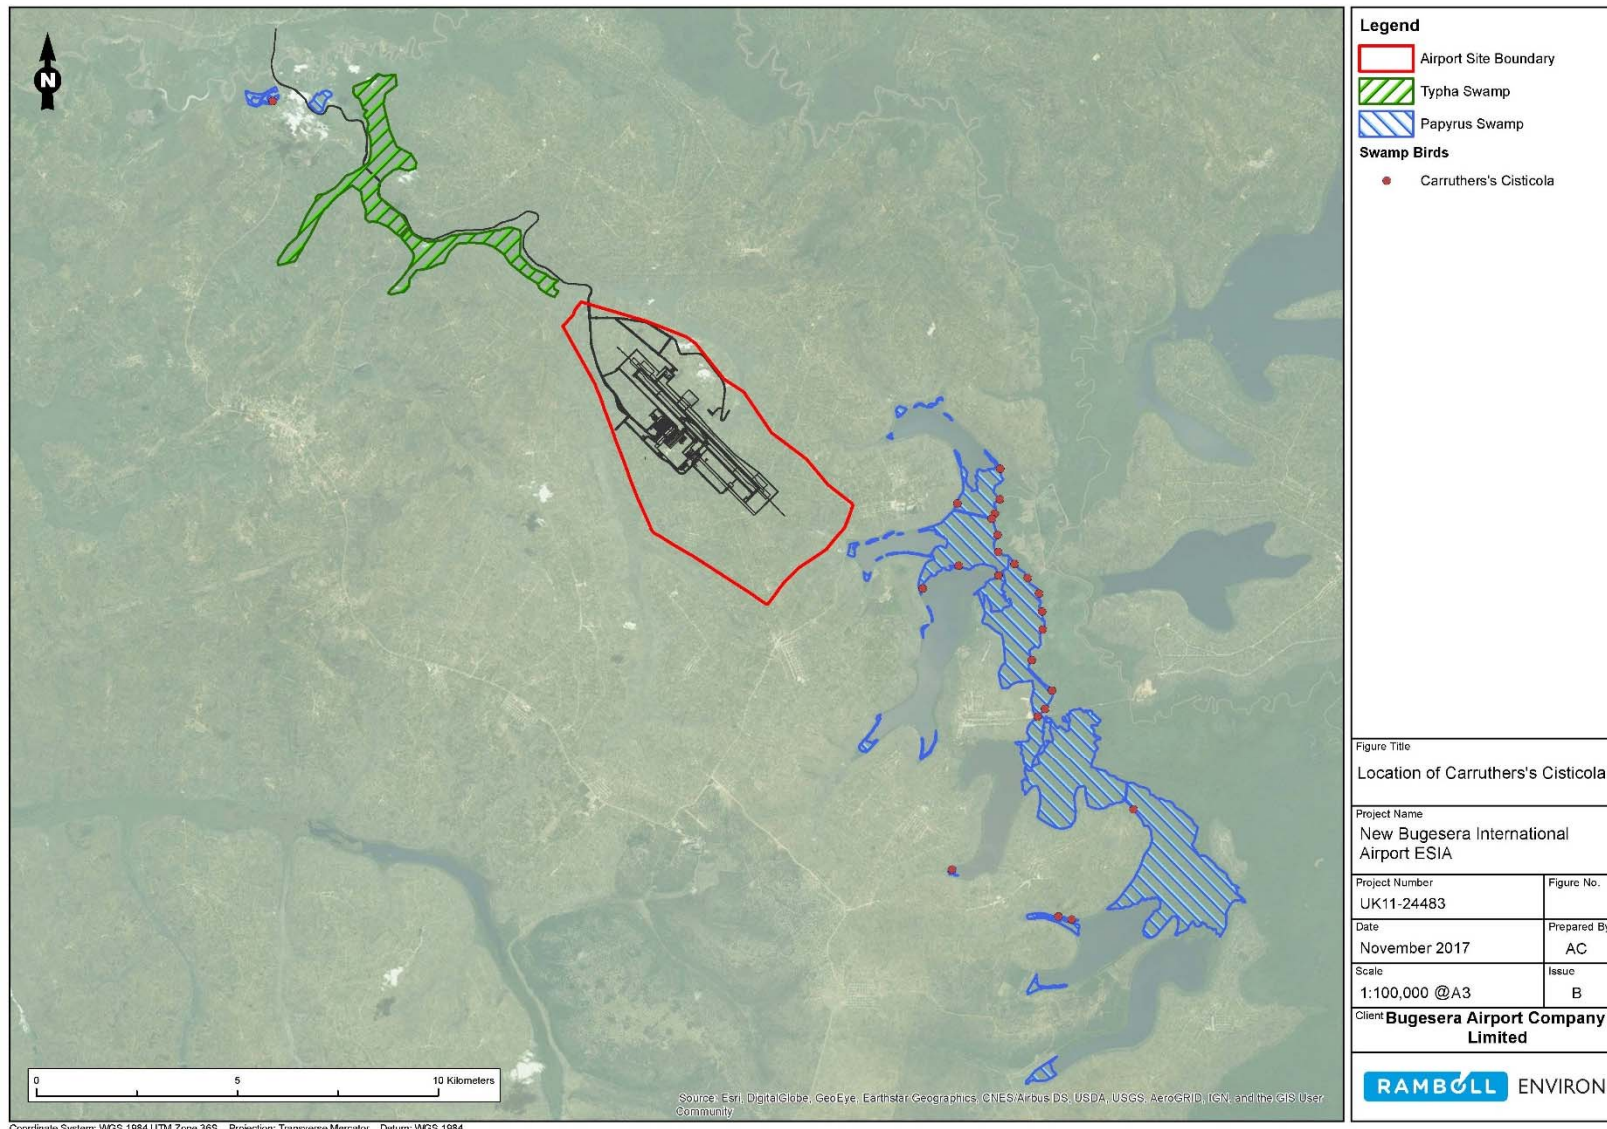 N
Legend
Airport Site Boundary
Typha Swamp
Papyrus Swamp
Swamp Birds
Carruthers's Cisticola
Figure Title
Location of Carruthers's Cisticola
Project Name
New Bugesera International
Airport ESIA
Project Number
UK11-24483
Figure No.
Date
November 2017
Prepared By
AC
Scale
1:100,000 @A3
Issue
B
Client Bugesera Airport Company
Limited
RAMBOLL ENVIRON
0 5 10 Kilometers
Source: Esri, DigitalGlobe, GeoEye, Earthstar Geographics, CNES/Airbus DS, USDA, USGS, AeroGRID, IGN, and the GIS User
Community
Coordinate System: WGS 1984 UTM Zone 36S Projection: Transverse Mercator Datum: WGS 1984